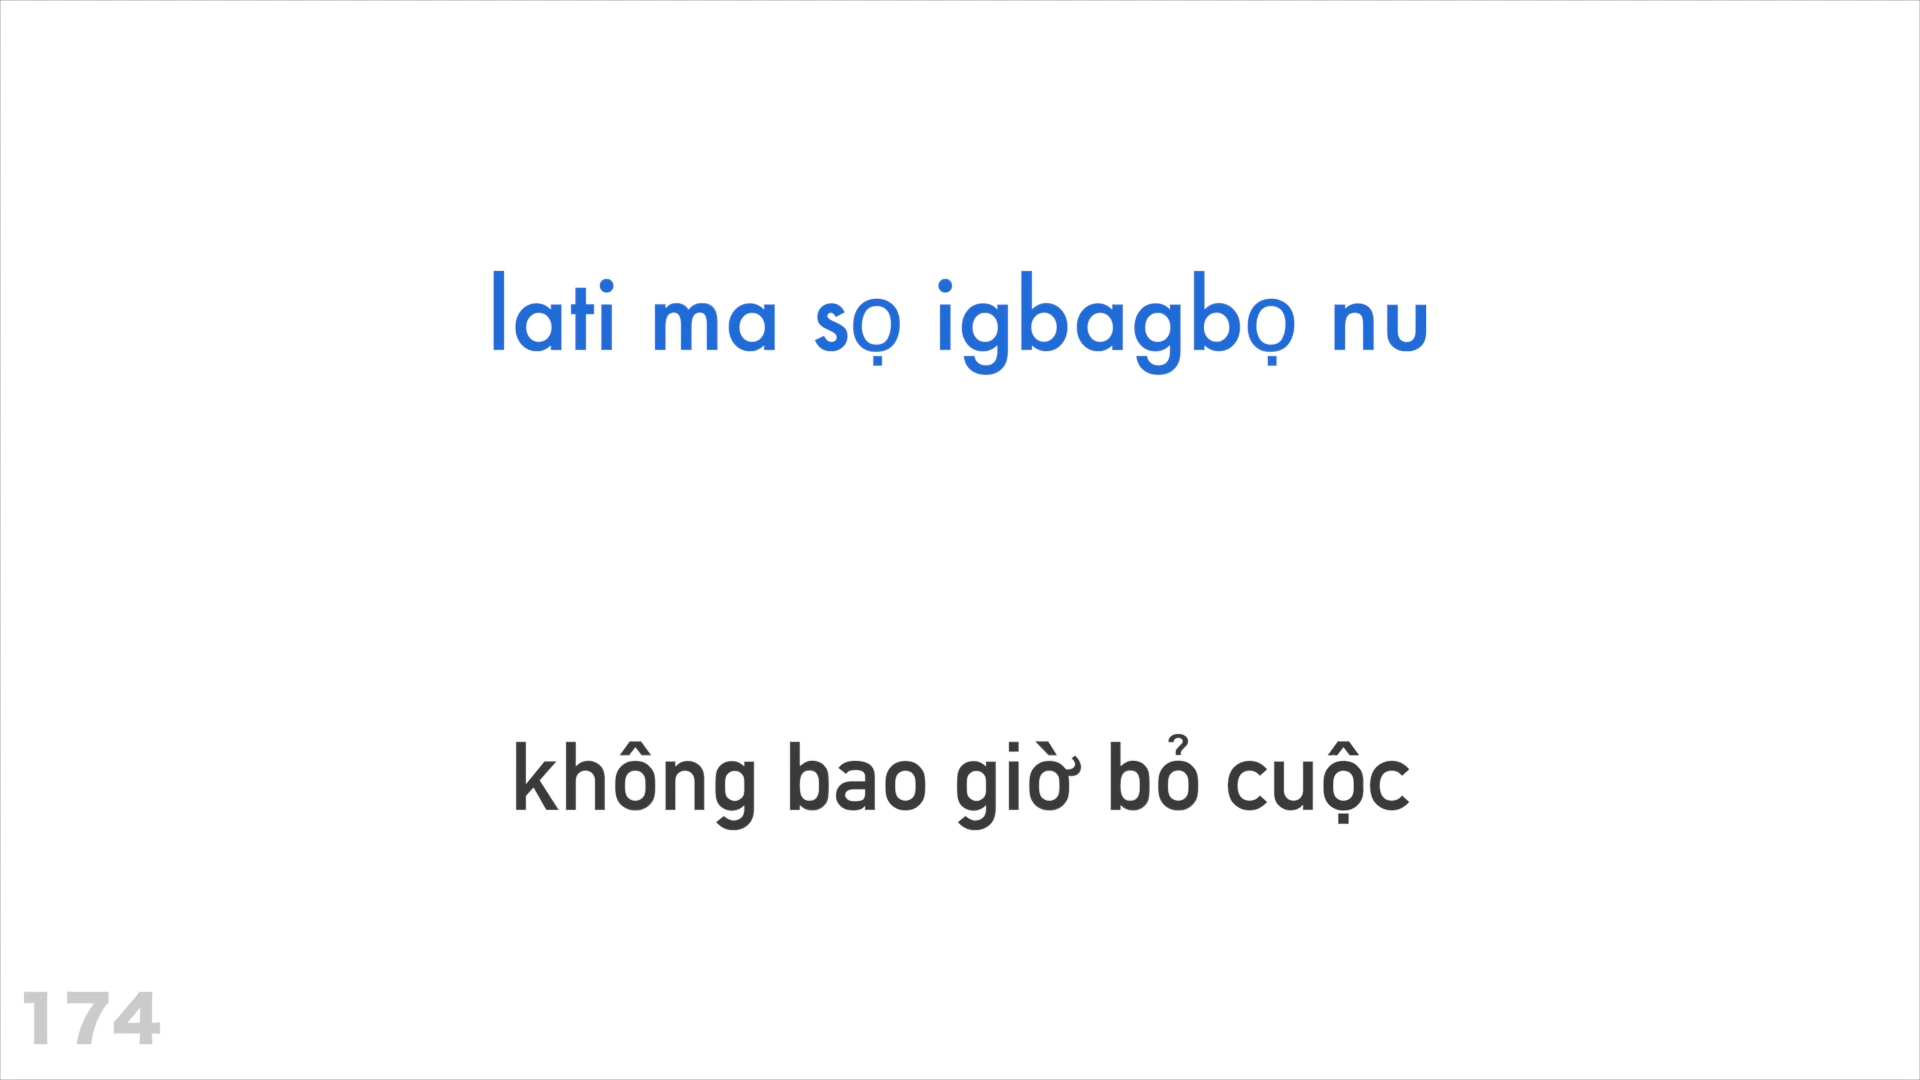 lati ma sọ igbagbọ nu
không bao giờ bỏ cuộc
174